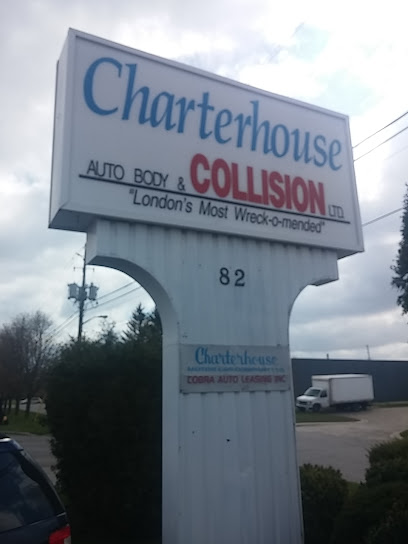 Charterhouse
AUTO BODY & COLLISION LTD.
"London's Most Wreck-o-mended"
82
Charterhouse
COBRA AUTO LEASING INC